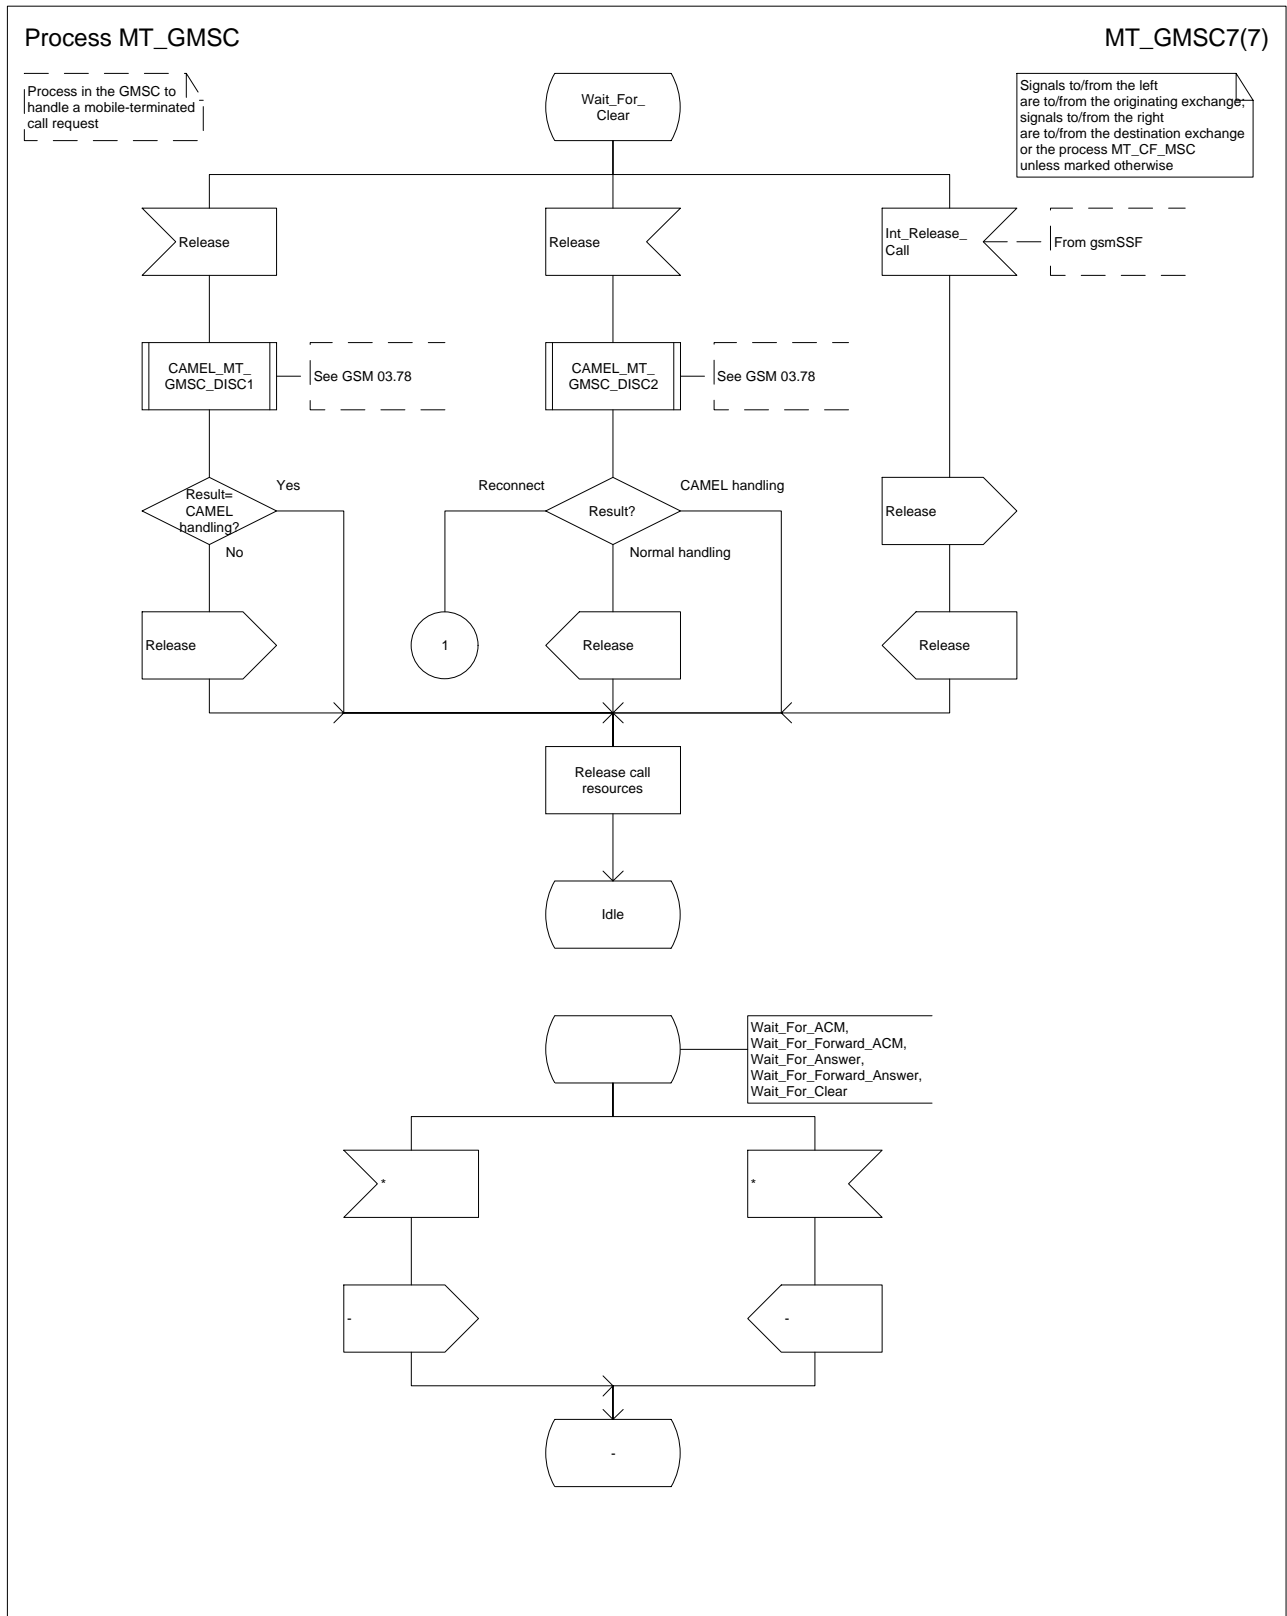 Process MT_GMSC
MT_GMSC7(7)
Process in the GMSC to
handle a mobile-terminated
call request
Wait_For_
Clear
Signals to/from the left
are to/from the originating exchange;
signals to/from the right
are to/from the destination exchange
or the process MT_CF_MSC
unless marked otherwise
Release
Release
Int_Release_
Call
From gsmSSF
CAMEL_MT_
GMSC_DISC1
See GSM 03.78
CAMEL_MT_
GMSC_DISC2
See GSM 03.78
Result=
CAMEL
handling?
Yes
No
Reconnect
Result?
CAMEL handling
Normal handling
Release
Release
1
Release
Release
Release call
resources
Idle
Wait_For_ACM,
Wait_For_Forward_ACM,
Wait_For_Answer,
Wait_For_Forward_Answer,
Wait_For_Clear
*
*
-
-
-